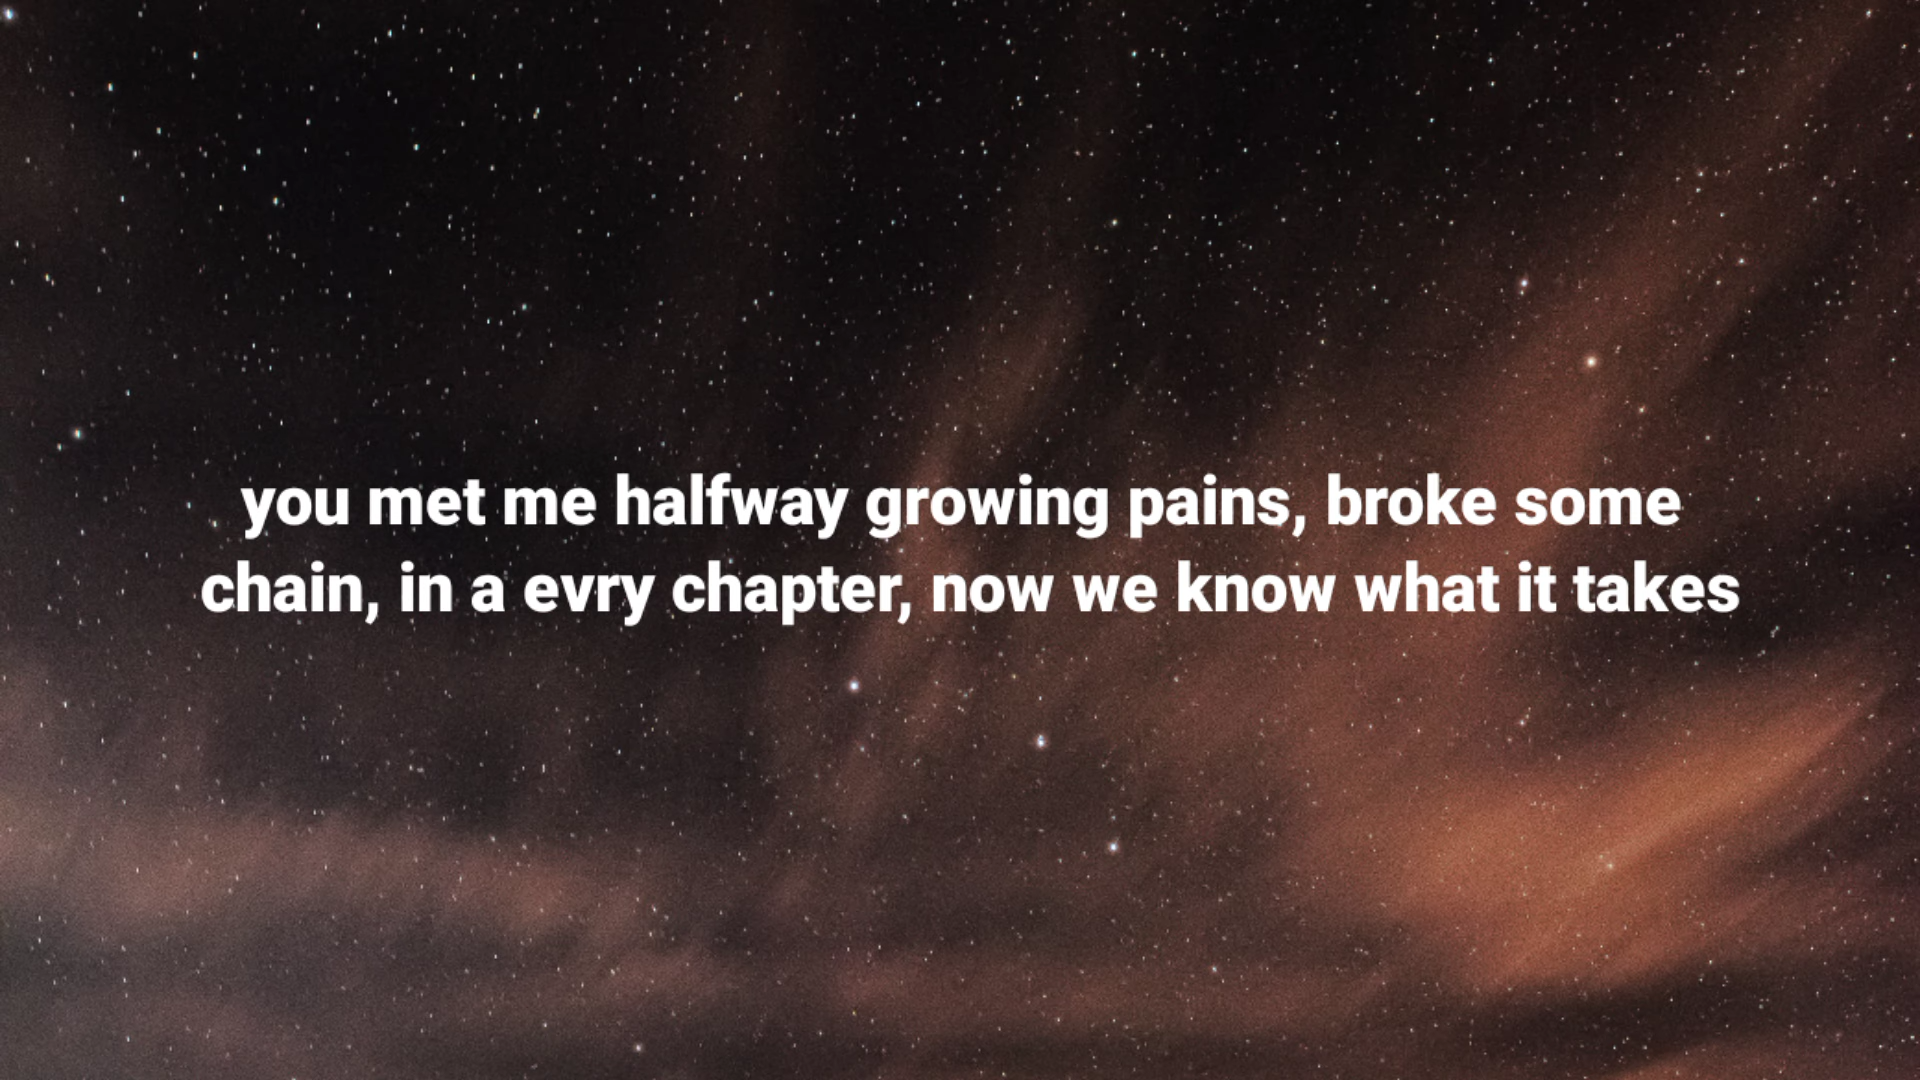 you met me halfway growing pains, broke some
chain, in a evry chapter, now we know what it takes